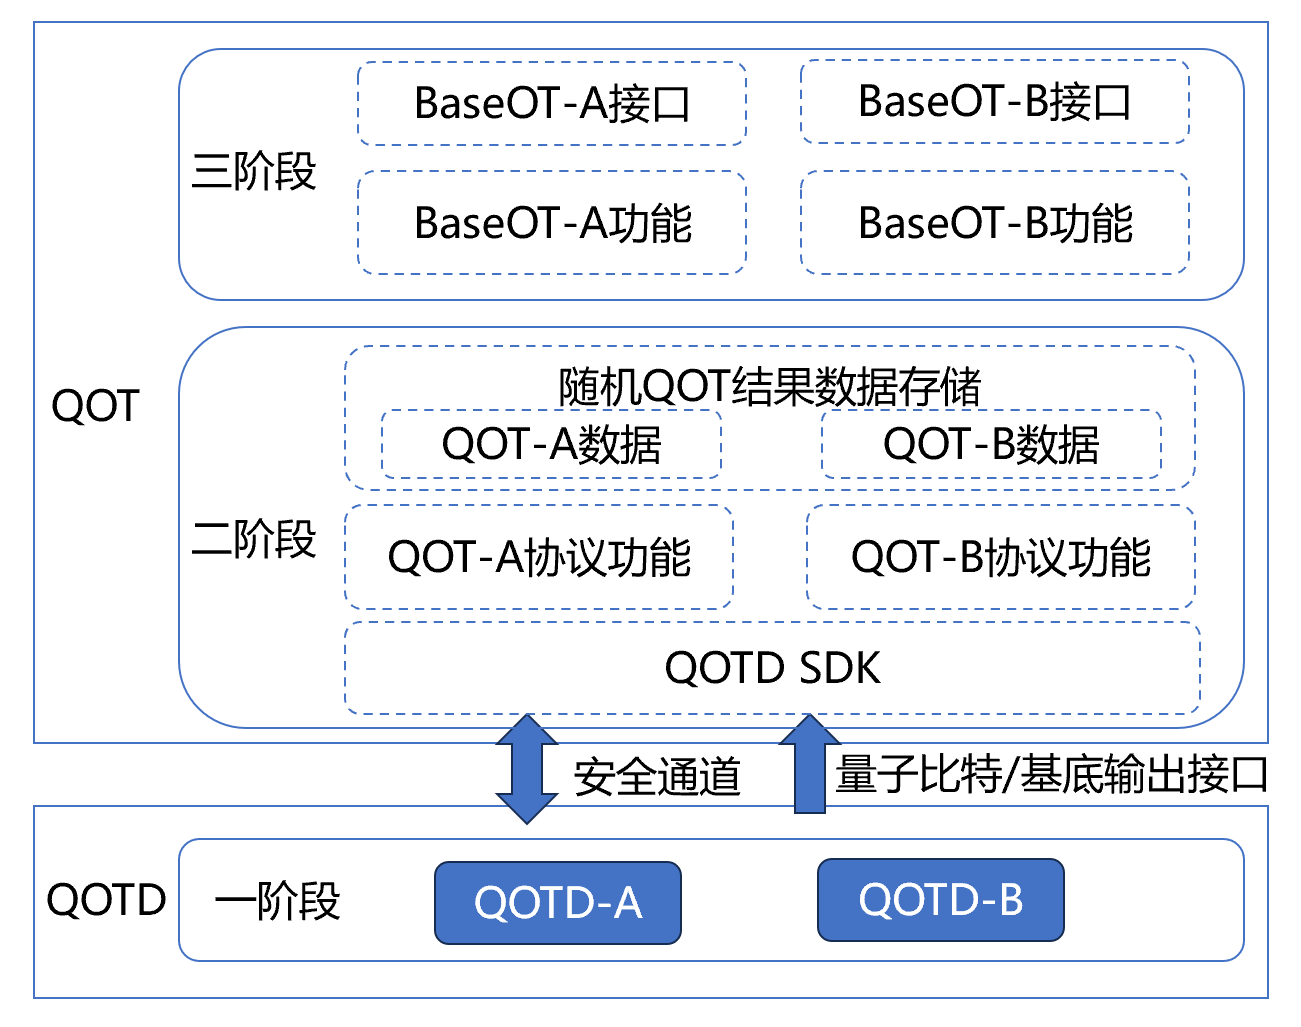 BaseOT-A接口
BaseOT-B接口
三阶段
BaseOT-A功能
BaseOT-B功能
QOT
随机QOT结果数据存储
QOT-A数据
QOT-B数据
二阶段
QOT-A协议功能
QOT-B协议功能
QOTD SDK
安全通道
量子比特/基底输出接口
QOTD
一阶段
QOTD-A
QOTD-B